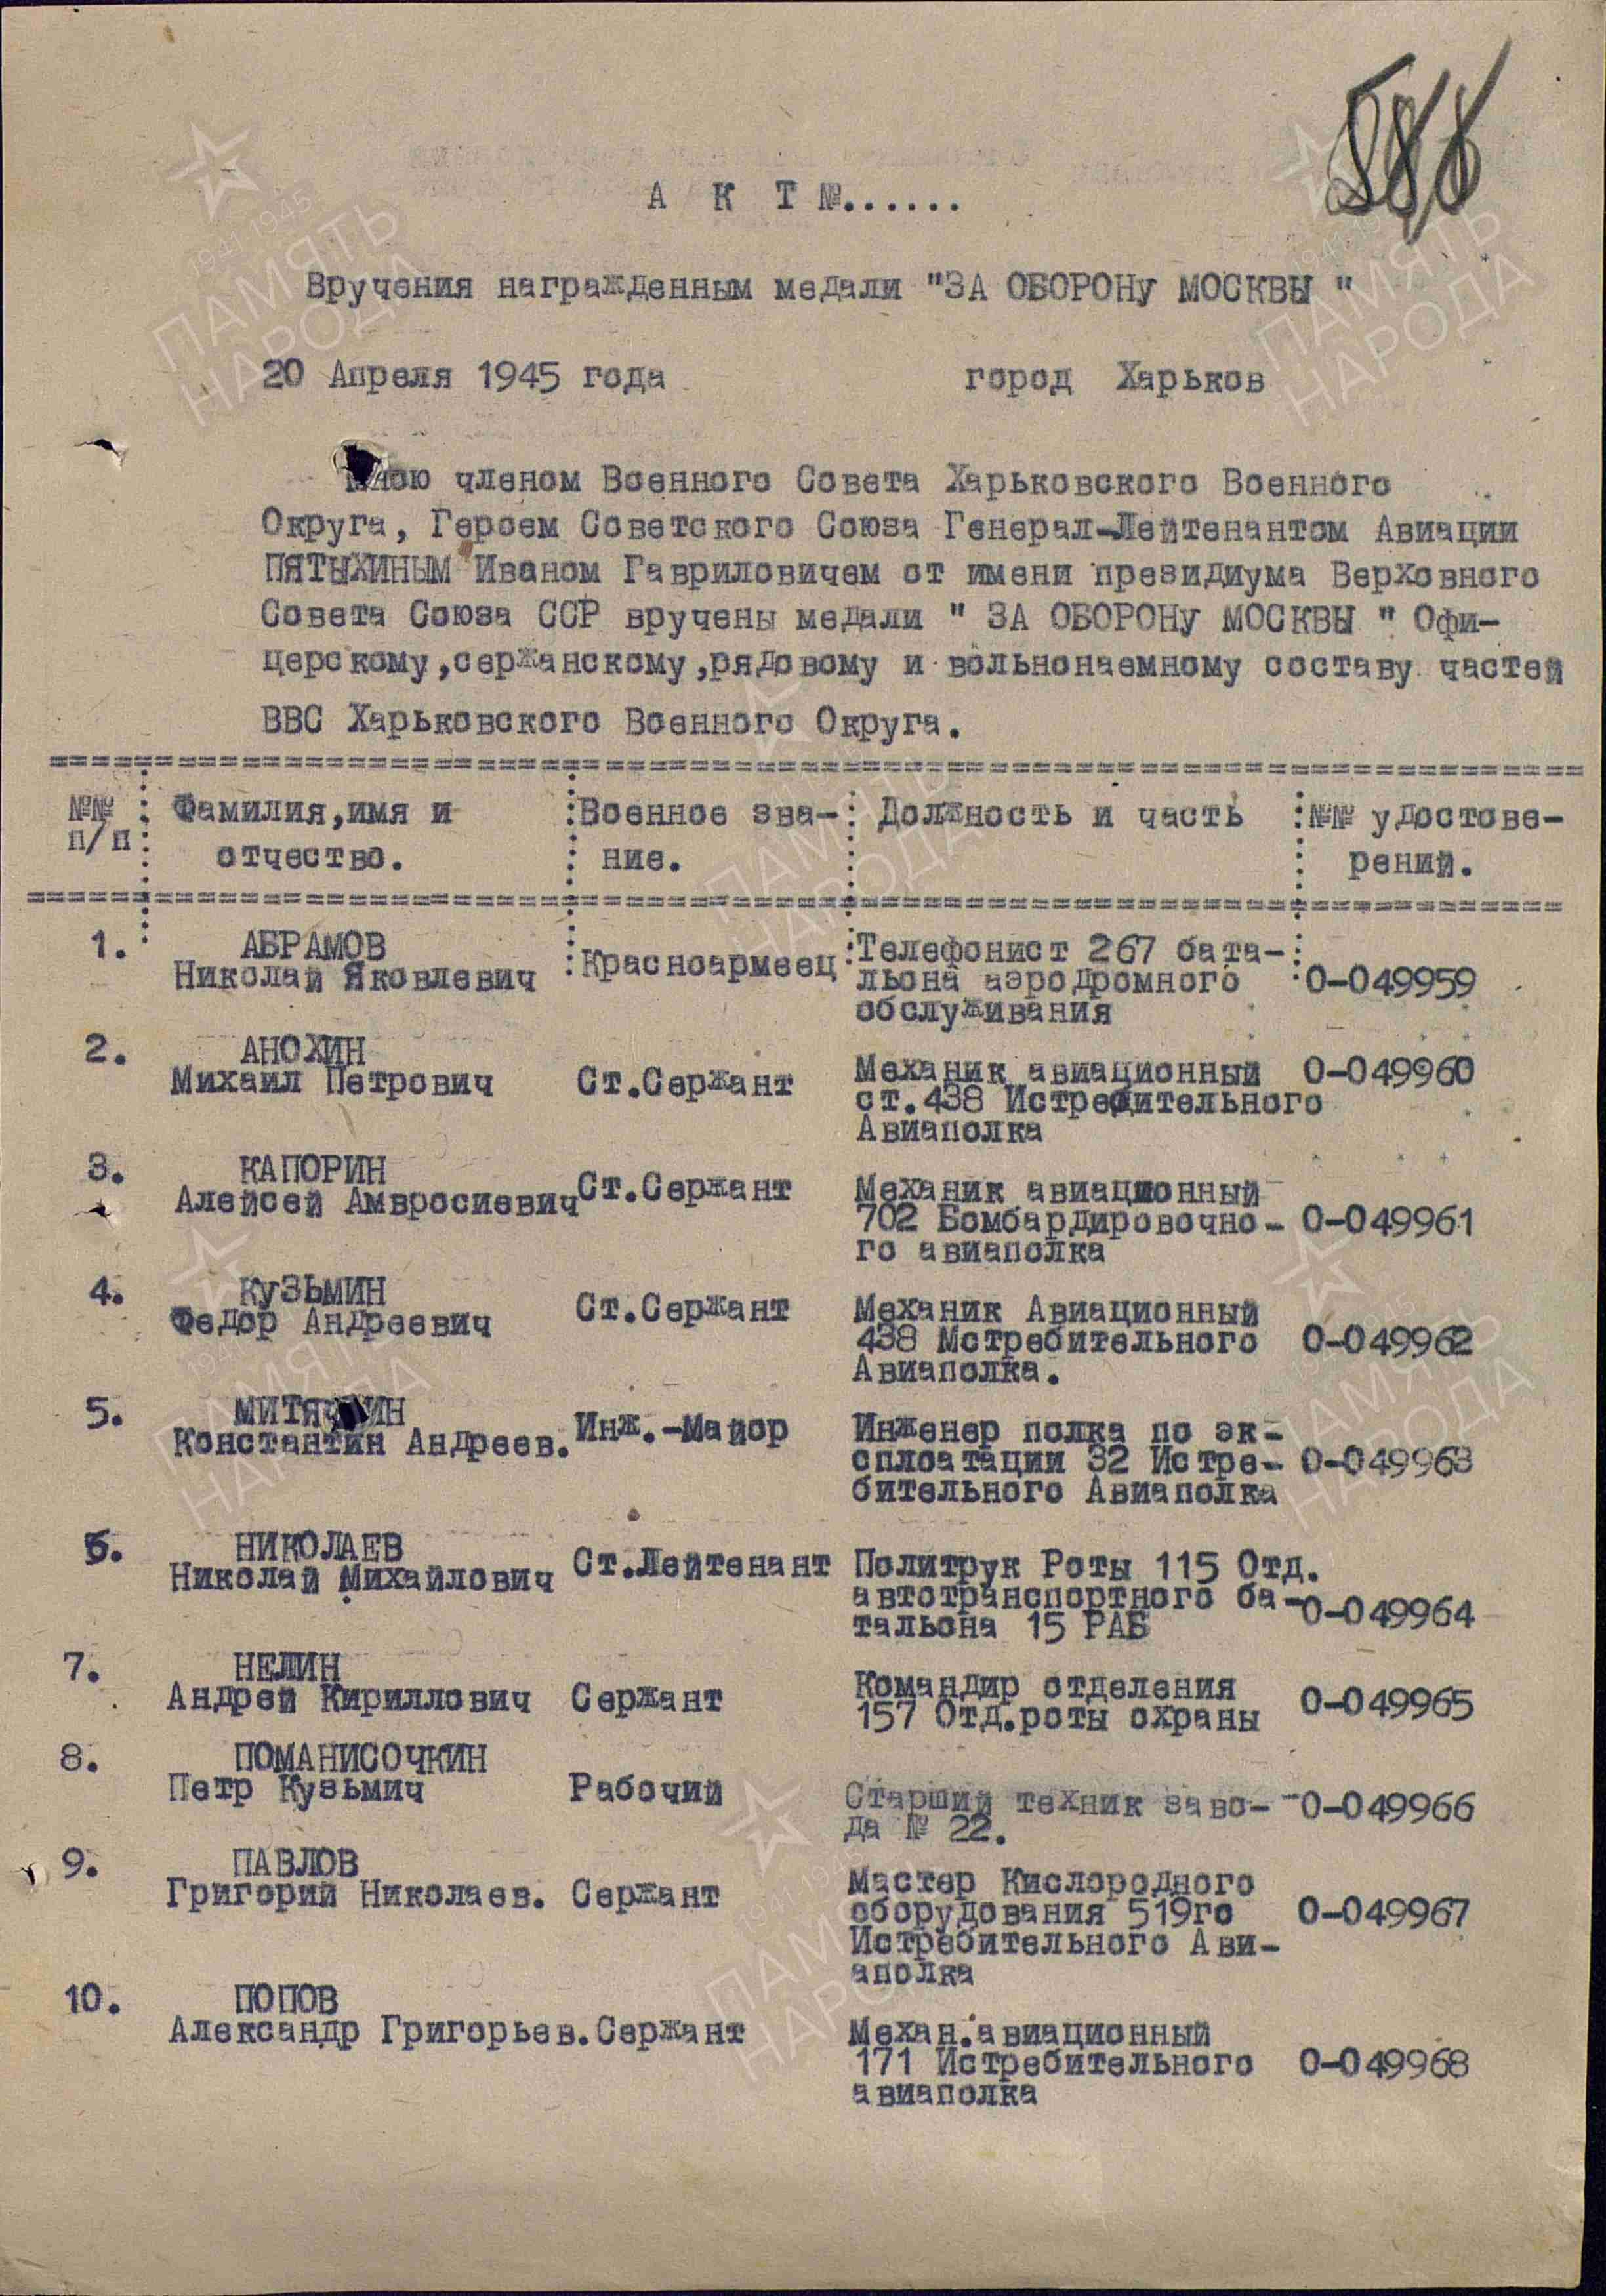 А К Т №......
Вручения награжденным медали "ЗА ОБОРОНУ МОСКВЫ "
20 Апреля 1945 года город Харьков
Мною членом Военного Совета Харьковского Военного
Округа, Героем Советского Союза Генерал-Лейтенантом Авиации
ПЯТЫХИНЫМ Иваном Гавриловичем от имени президиума Верховного
Совета Союза ССР вручены медали " ЗА ОБОРОНУ МОСКВЫ " Офи-
церскому,сержанскому,рядовому и вольнонаемному составу частей
ВВС Харьковского Военного Округа.
№№ Фамилия,имя и Военное зва- Должность и часть №№ удостове-
п/п отчество. ние. рений.
1. АБРАМОВ Телефонист 267 бата-
Николай Яковлевич Красноармеец льона аэродромного 0-049959
обслуживания
2. АНОХИН
Михаил Петрович Ст.Сержант Механик авиационный 0-049960
ст.438 Истребительного
Авиаполка
3. КАПОРИН
Алейсей Амвросиевич Ст.Сержант Механик авиационный
702 Бомбардировочно- 0-049961
го авиаполка
4. КУЗЬМИН
Федор Андреевич Ст.Сержант Механик Авиационный
438 Мстребительного 0-049962
Авиаполка.
5.
Константин Андреев. Инж.-Майор Инженер полка по эк-
сплоатации 32 Истре- 0-049963
бительного Авиаполка
6. НИКОЛАЕВ
Николай Михайлович Ст.Лейтенант Политрук Роты 115 Отд.
автотранспортного ба- 0-049964
тальона 15 РАБ
7. НЕЛИН
Андрей Кириллович Сержант Командир отделения 0-049965
157 Отд.роты охраны
8. ПОМАНИСОЧКИН
Петр Кузьмич Рабочий Старший техник заво- 0-049966
да № 22.
9. ПАВЛОВ
Григорий Николаев. Сержант Мастер Кислородного
оборудования 519го 0-049967
Истребительного Ави-
аполка
10. ПОПОВ
Александр Григорьев. Сержант Механ.авиационный
171 Истребительного 0-049968
авиаполка
1941 1945
ПАМЯТЬ
НАРОДА